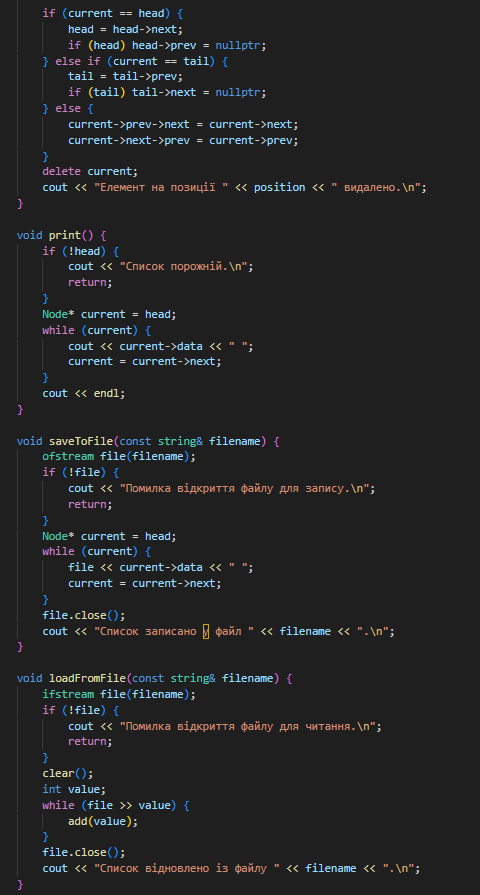 if (current == head) {
head = head->next;
if (head) head->prev = nullptr;
} else if (current == tail) {
tail = tail->prev;
if (tail) tail->next = nullptr;
} else {
current->prev->next = current->next;
current->next->prev = current->prev;
}
delete current;
cout << "Елемент на позиції " << position << " видалено.\n";
}
void print() {
if (!head) {
cout << "Список порожній.\n";
return;
}
Node* current = head;
while (current) {
cout << current->data << " ";
current = current->next;
}
cout << endl;
}
void saveToFile(const string& filename) {
ofstream file(filename);
if (!file) {
cout << "Помилка відкриття файлу для запису.\n";
return;
}
Node* current = head;
while (current) {
file << current->data << " ";
current = current->next;
}
file.close();
cout << "Список записано у файл " << filename << ".\n";
}
void loadFromFile(const string& filename) {
ifstream file(filename);
if (!file) {
cout << "Помилка відкриття файлу для читання.\n";
return;
}
clear();
int value;
while (file >> value) {
add(value);
}
file.close();
cout << "Список відновлено із файлу " << filename << ".\n";
}